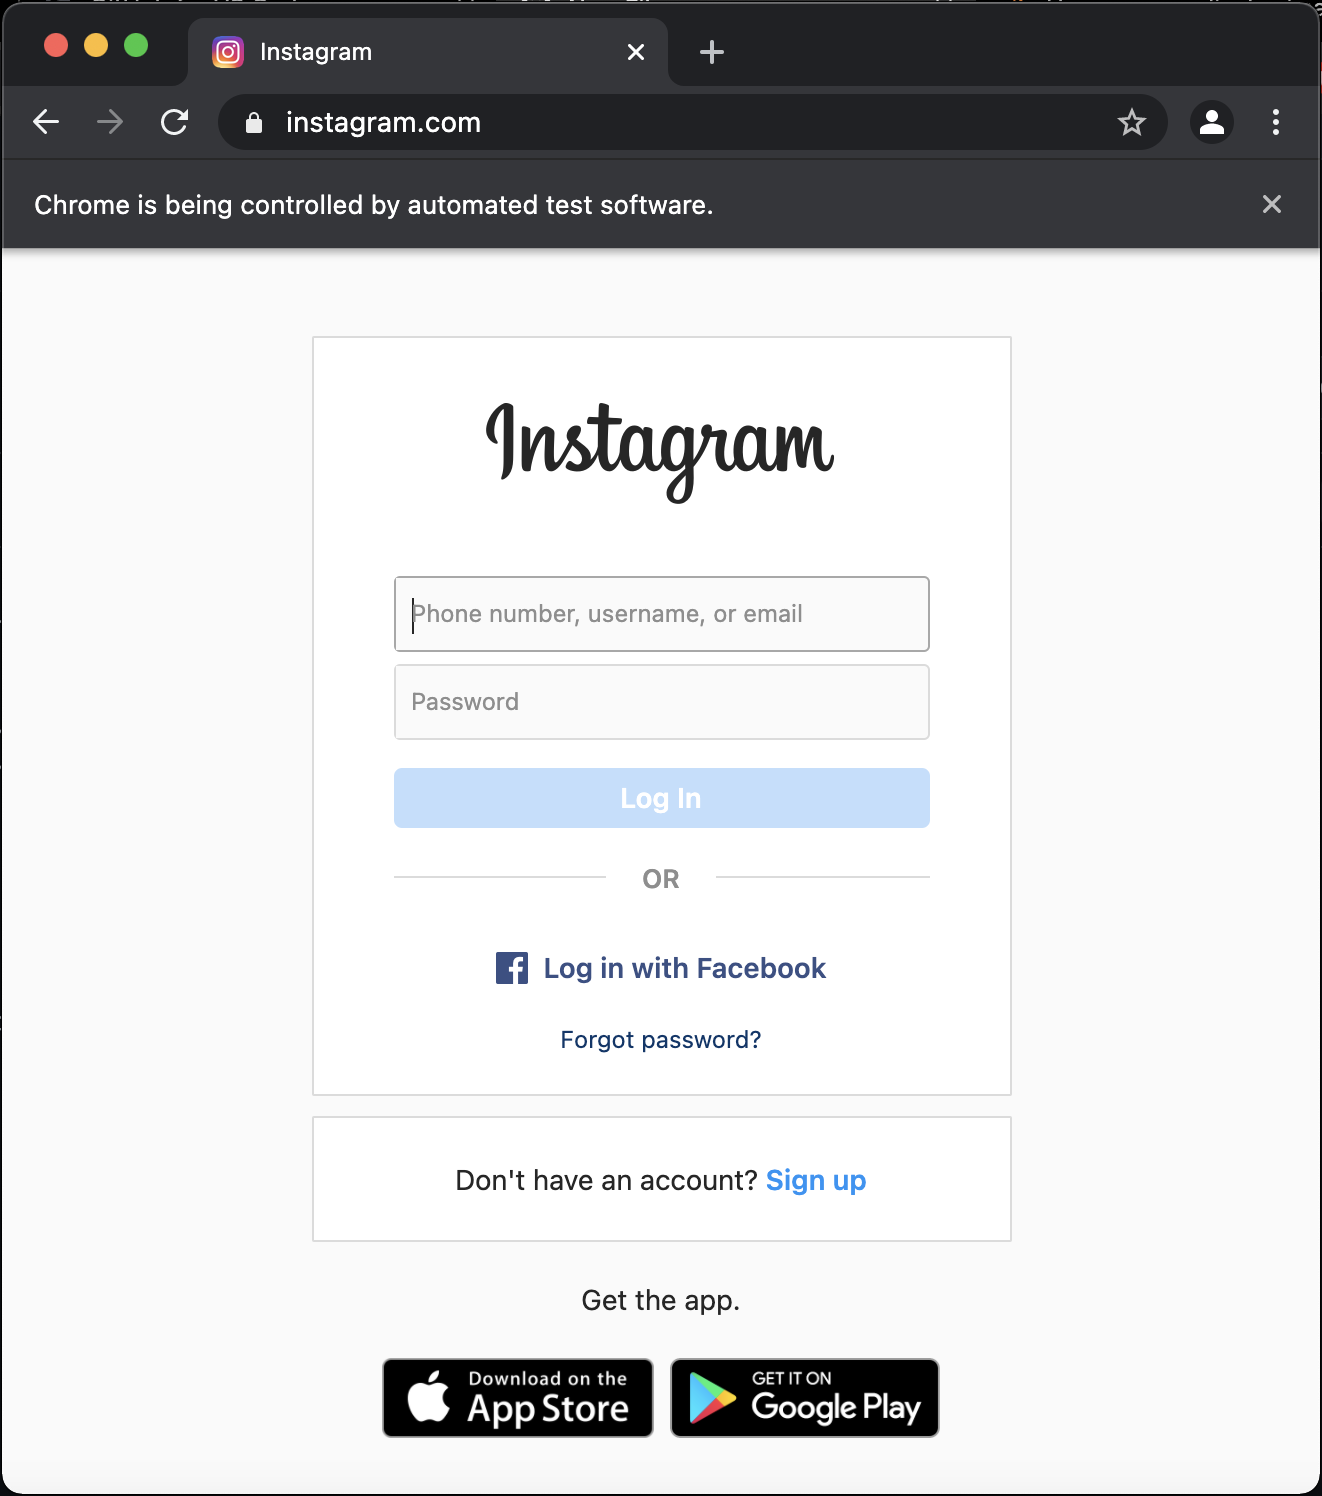 Instagram
instagram.com
Chrome is being controlled by automated test software.
Instagram
Phone number, username, or email
Password
Log In
OR
Log in with Facebook
Forgot password?
Don't have an account? Sign up
Get the app.
Download on the
App Store
GET IT ON
Google Play